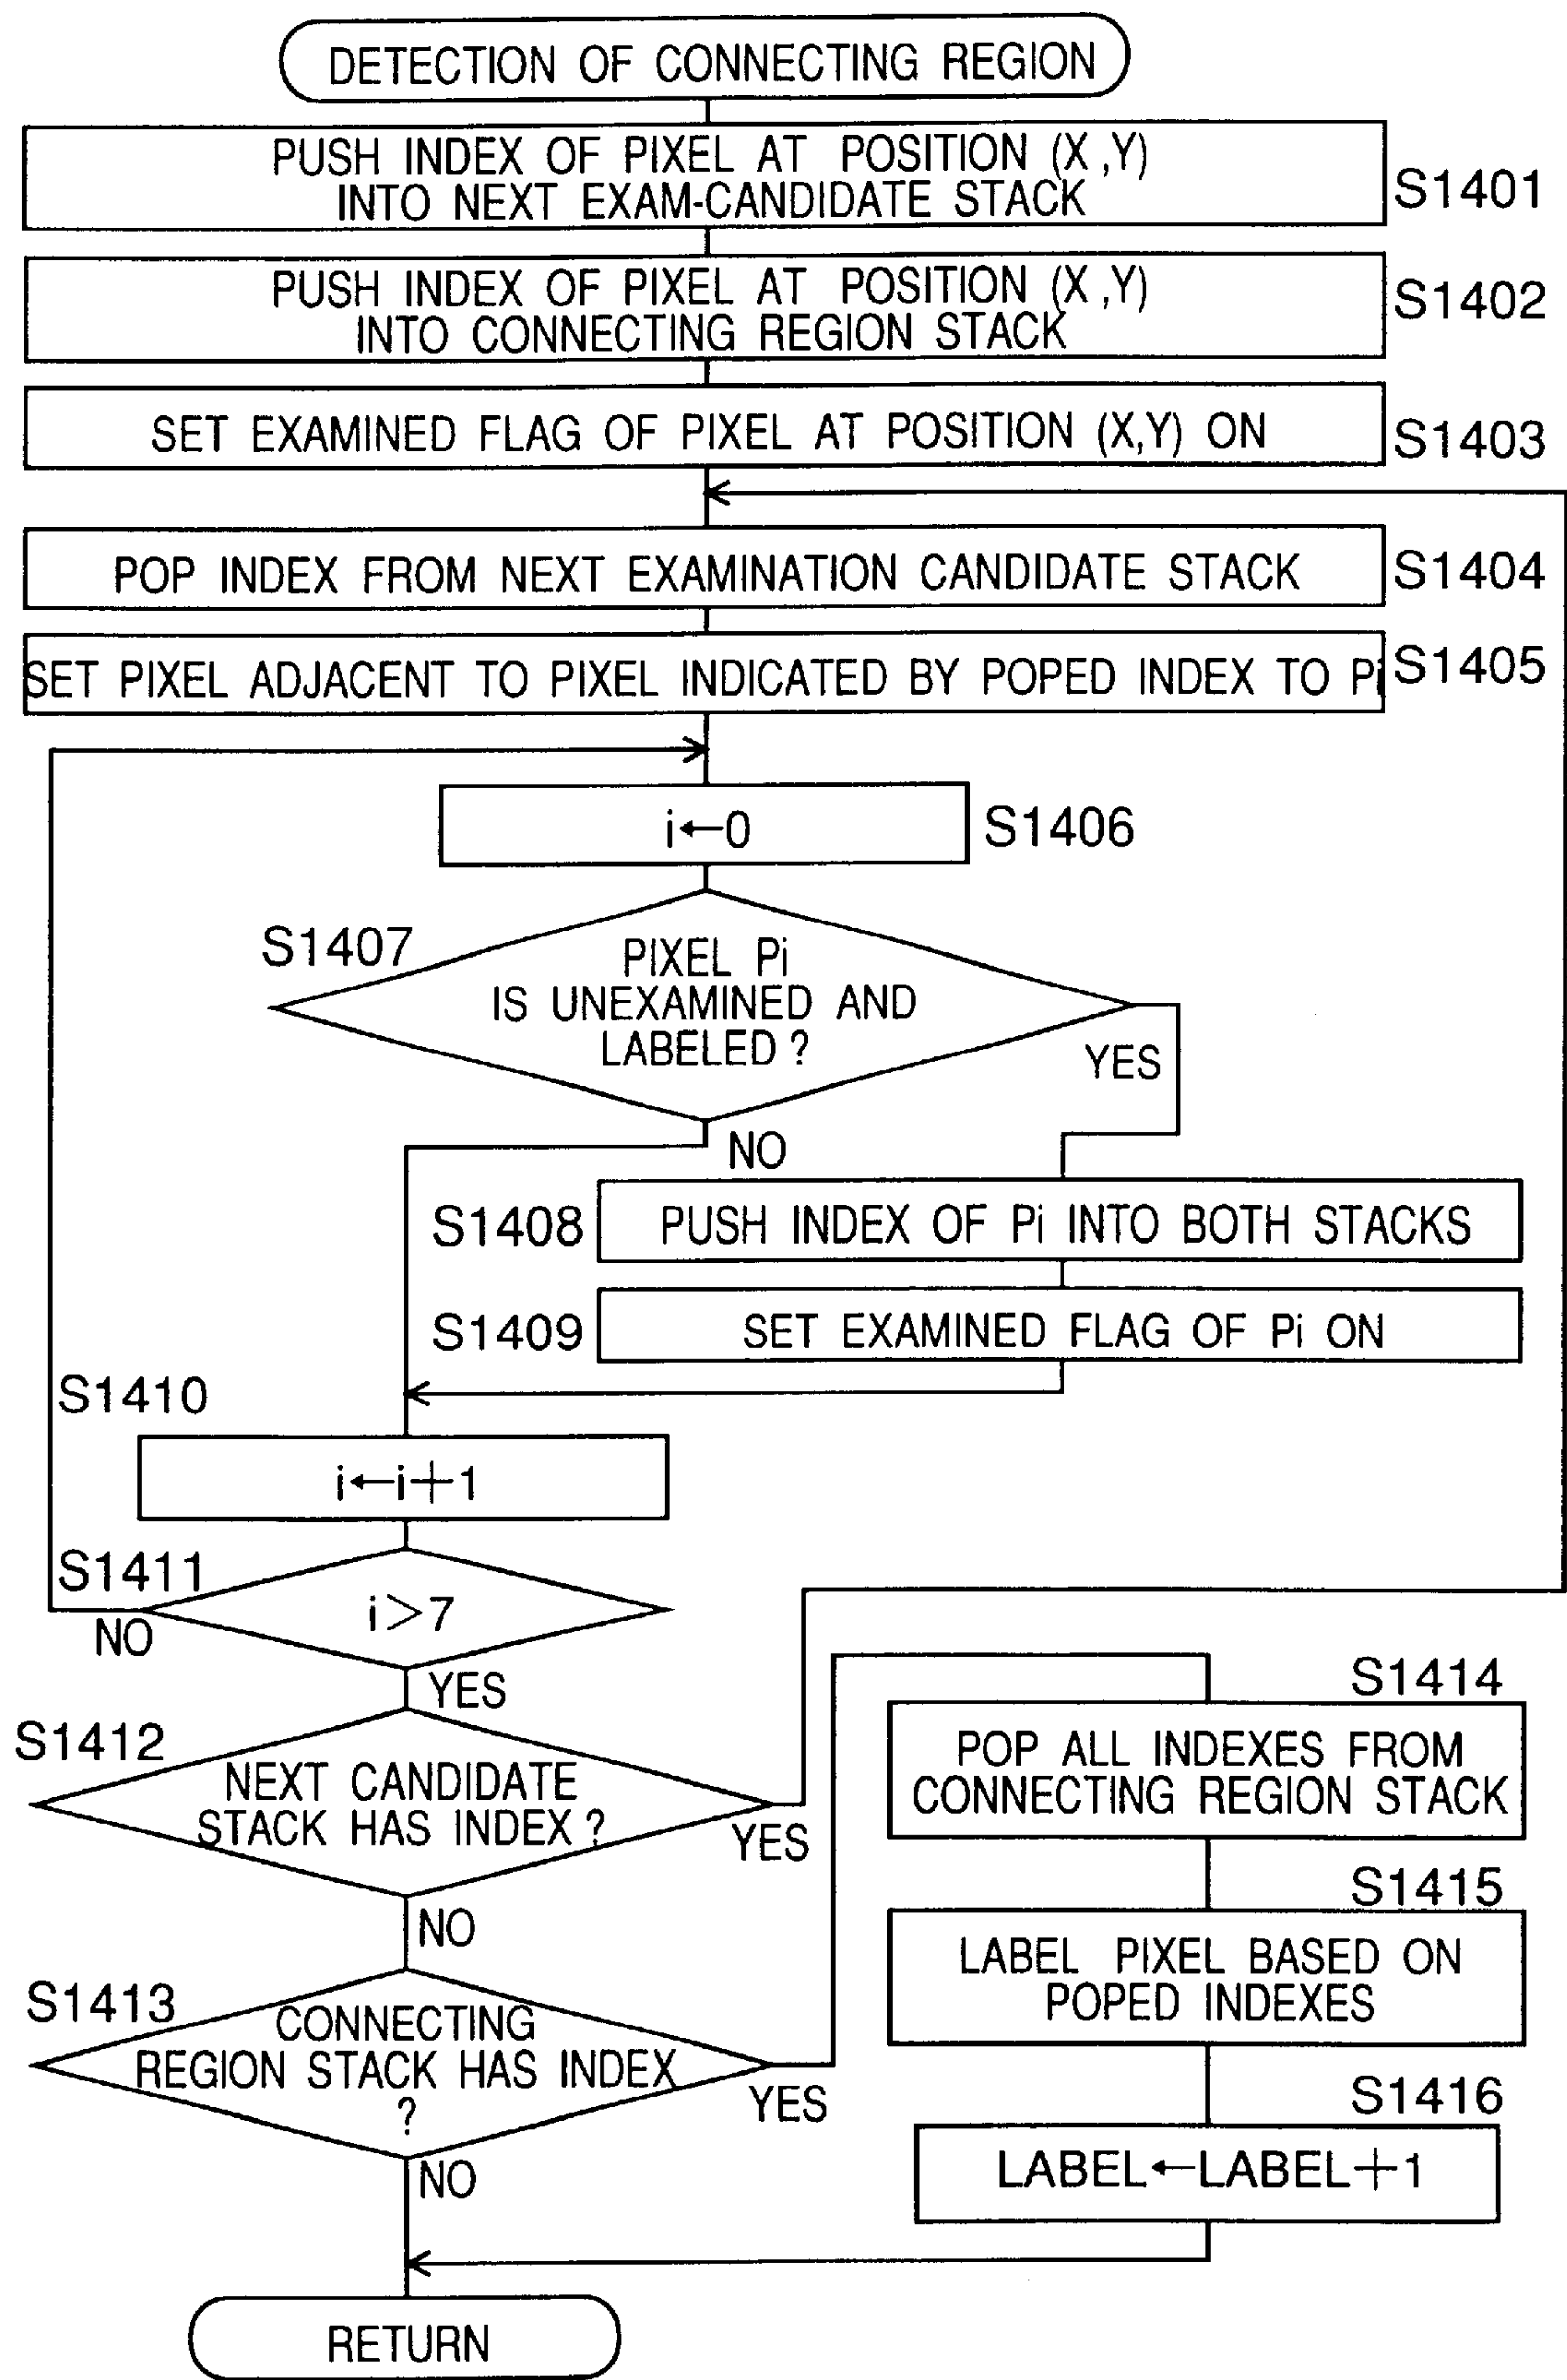 DETECTION OF CONNECTING REGION
PUSH INDEX OF PIXEL AT POSITION (X,Y)
INTO NEXT EXAM-CANDIDATE STACK
S1401
PUSH INDEX OF PIXEL AT POSITION (X,Y)
INTO CONNECTING REGION STACK
S1402
SET EXAMINED FLAG OF PIXEL AT POSITION (X,Y) ON
S1403
POP INDEX FROM NEXT EXAMINATION CANDIDATE STACK
S1404
SET PIXEL ADJACENT TO PIXEL INDICATED BY POPED INDEX TO Pi
S1405
i←0
S1406
S1407
PIXEL Pi
IS UNEXAMINED AND
LABELED ?
YES
NO
S1408
PUSH INDEX OF Pi INTO BOTH STACKS
S1409
SET EXAMINED FLAG OF Pi ON
S1410
i←i+1
S1411
i>7
NO
YES
S1412
NEXT CANDIDATE
STACK HAS INDEX ?
YES
NO
S1413
CONNECTING
REGION STACK HAS INDEX
?
YES
NO
S1414
POP ALL INDEXES FROM
CONNECTING REGION STACK
S1415
LABEL PIXEL BASED ON
POPED INDEXES
S1416
LABEL←LABEL+1
RETURN